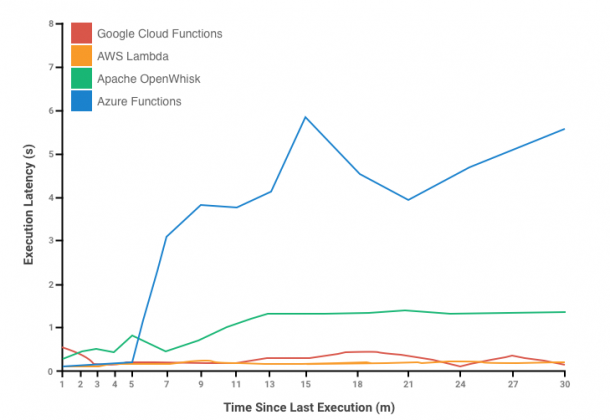 8
Google Cloud Functions
AWS Lambda
7
Apache OpenWhisk
Azure Functions
6
5
4
3
2
1
0
Execution Latency (s)
1 2 3 4 5 7 9 11 13 15 18 21 24 27 30
Time Since Last Execution (m)